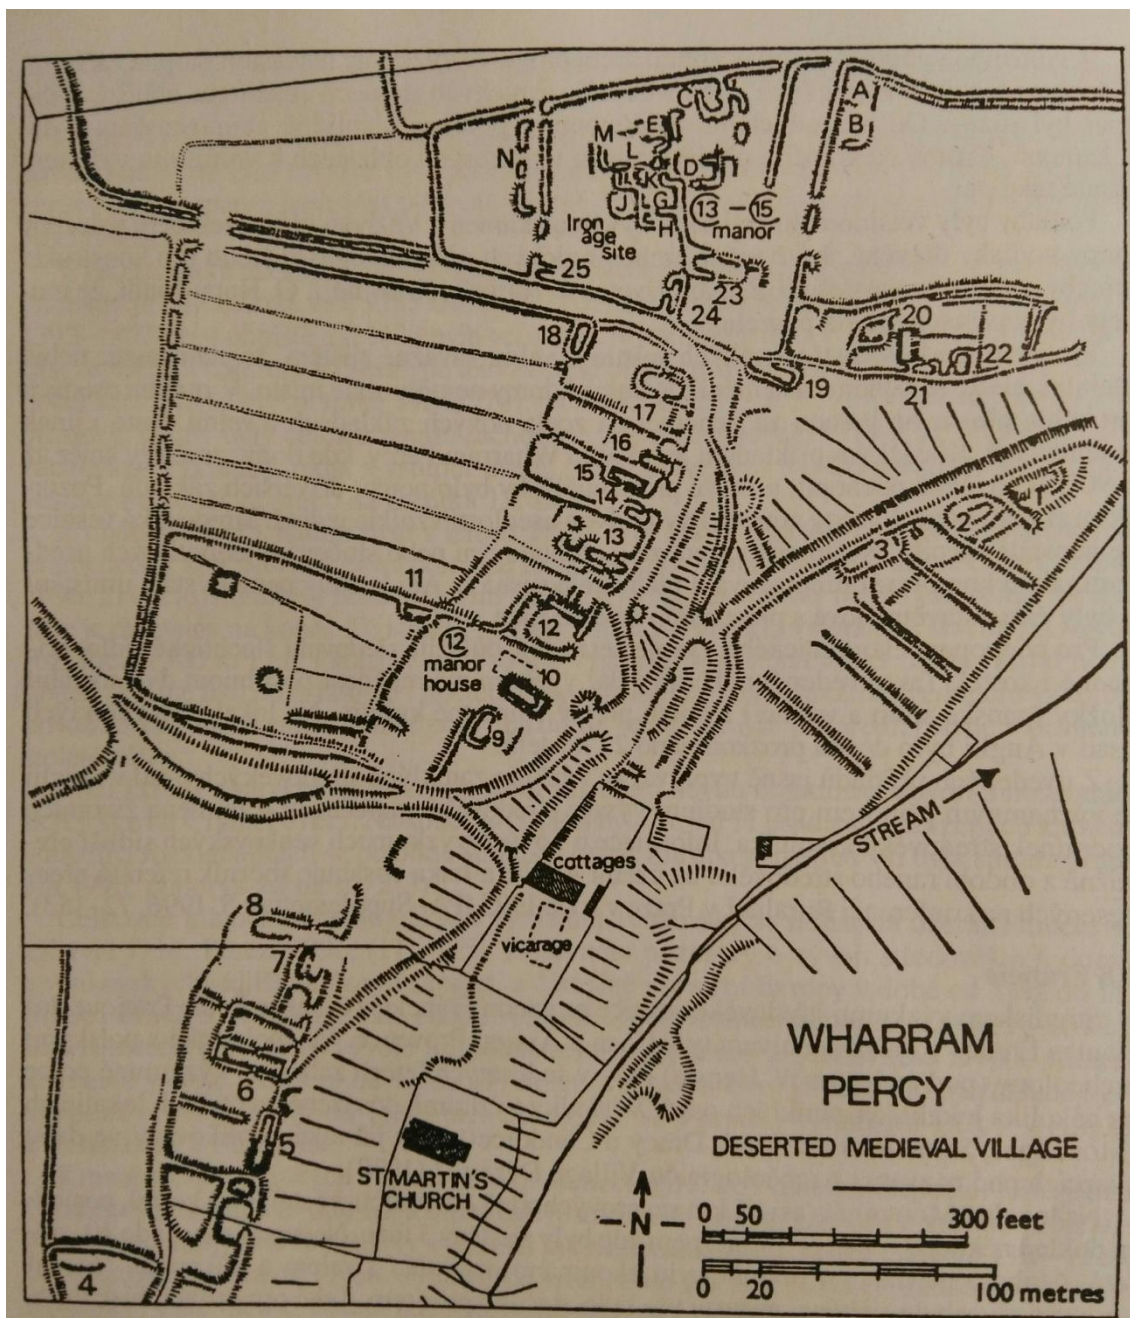 A
B
C
M
E
N
L
D
I
K
J
H
Iron
age
site
13 – 15
manor
25
23
24
18
20
22
19
21
17
16
15
14
13
1
2
3
11
12
12
manor
house
10
9
STREAM
cottages
8
vicarage
7
6
5
WHARRAM
PERCY
DESERTED MEDIEVAL VILLAGE
ST MARTIN'S
CHURCH
N
0 50 300 feet
0 20 100 metres
4